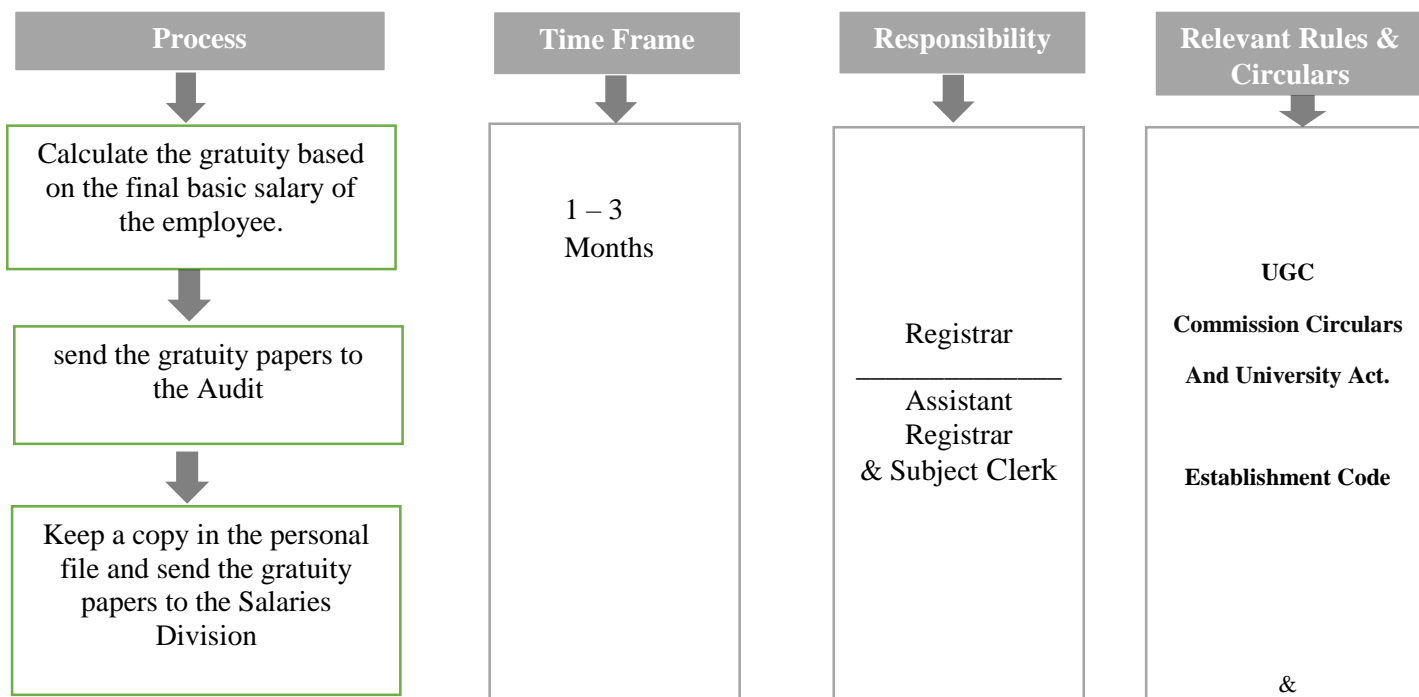 Process
Calculate the gratuity based
on the final basic salary of
the employee.
send the gratuity papers to
the Audit
Keep a copy in the personal
file and send the gratuity
papers to the Salaries
Division
Time Frame
1 – 3
Months
Responsibility
Registrar
______________
Assistant
Registrar
& Subject Clerk
Relevant Rules &
Circulars
UGC
Commission Circulars
And University Act.
Establishment Code
&